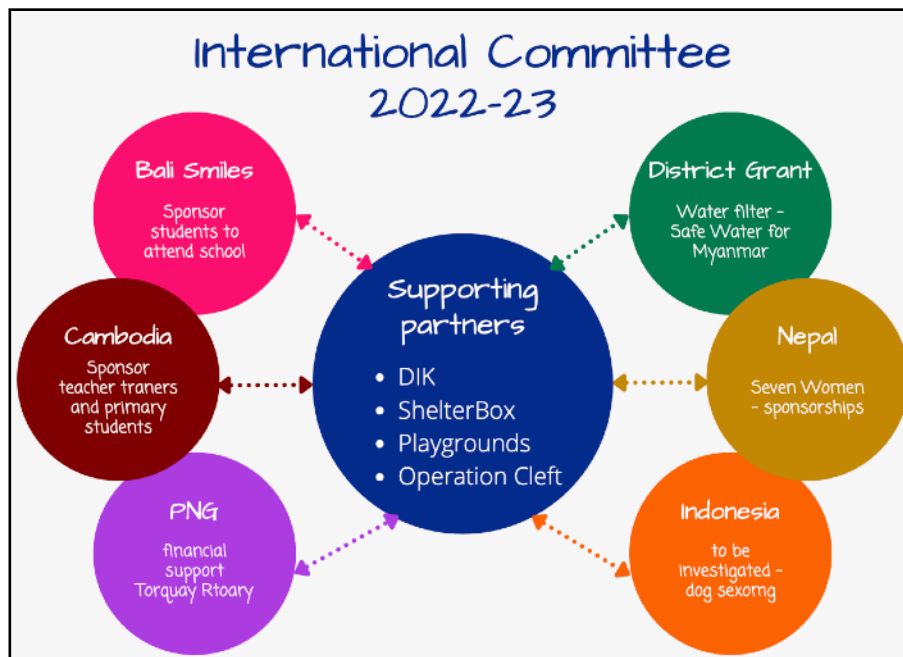 International Committee
2022-23
Bali Smiles
Sponsor
students to
attend school
District Grant
Water filter -
Safe Water for
Myanmar
Cambodia
Sponsor
teacher traners
and primary
students
Supporting
partners
• DIK
• ShelterBox
• Playgrounds
• Operation Cleft
Nepal
Seven Women
- sponsorships
PNG
financial
support
Torquay Rtoary
Indonesia
to be
investigated -
dog sexomg